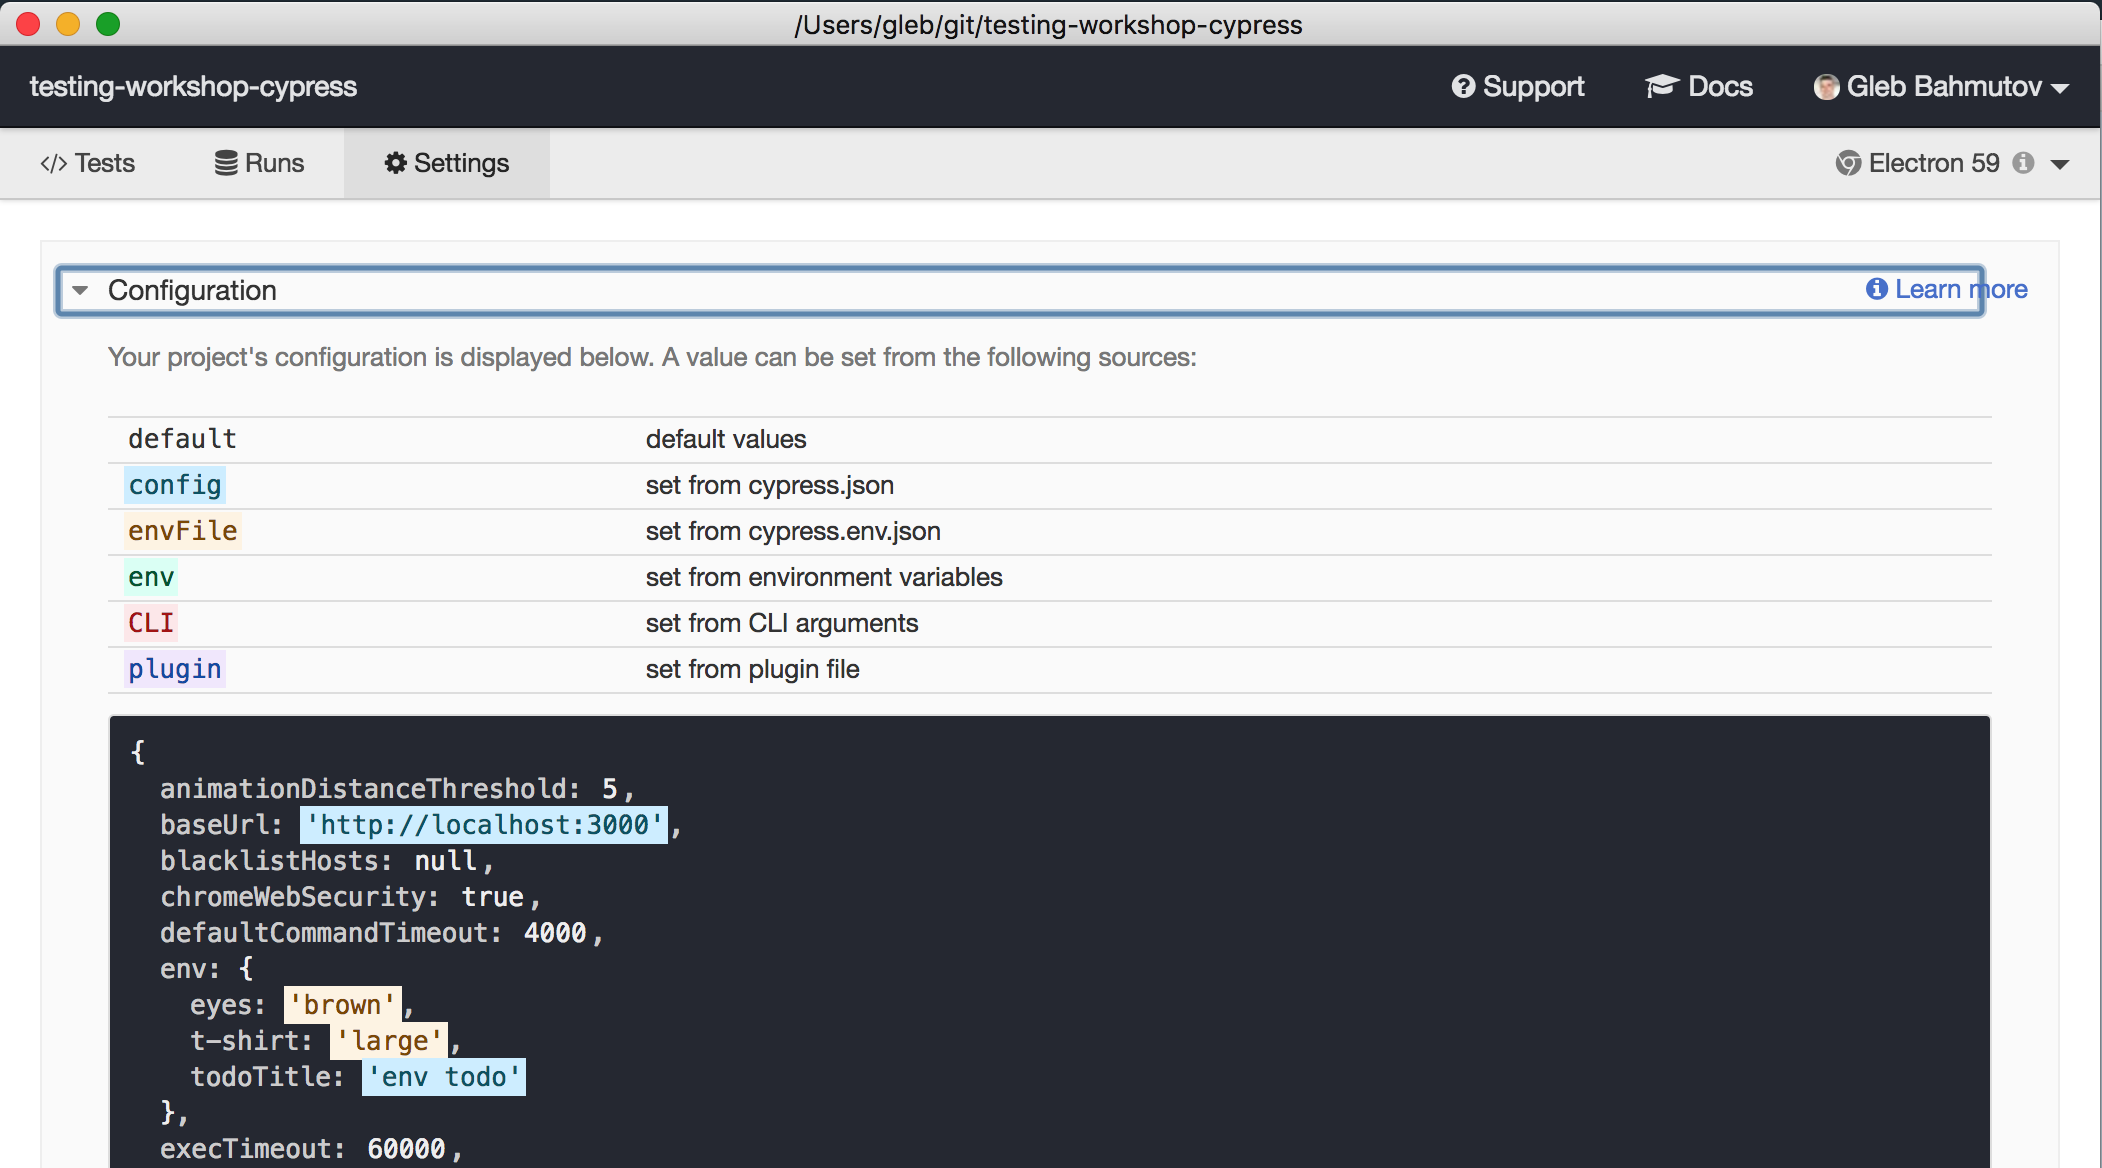 /Users/gleb/git/testing-workshop-cypress
testing-workshop-cypress Support Docs Gleb Bahmutov
</> Tests Runs Settings Electron 59
Configuration Learn more
Your project's configuration is displayed below. A value can be set from the following sources:
default default values
config set from cypress.json
envFile set from cypress.env.json
env set from environment variables
CLI set from CLI arguments
plugin set from plugin file
{
animationDistanceThreshold: 5,
baseUrl: 'http://localhost:3000',
blacklistHosts: null,
chromeWebSecurity: true,
defaultCommandTimeout: 4000,
env: {
eyes: 'brown',
t-shirt: 'large',
todoTitle: 'env todo'
},
execTimeout: 60000,